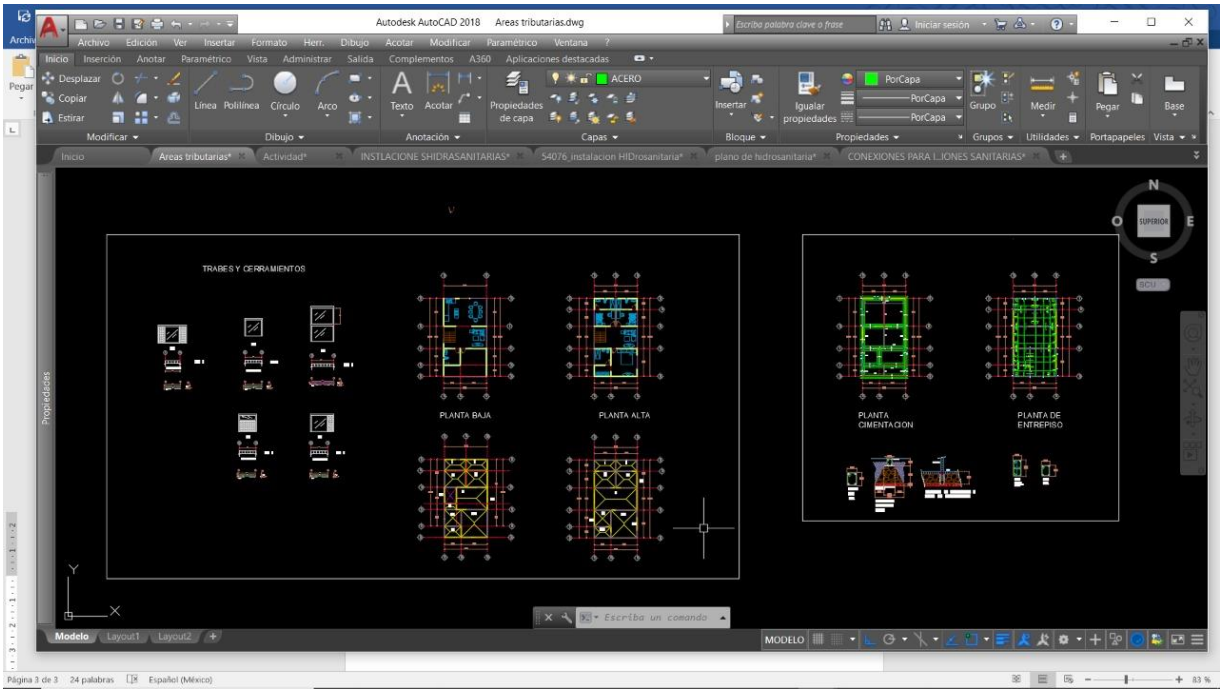 Autodesk AutoCAD 2018 Areas tributarias.dwg
Escriba palabra clave o frase
Iniciar sesión
Archivo Edición Ver Insertar Formato Herr. Dibujo Acotar Modificar Paramétrico Ventana ?
Inicio Inserción Anotar Paramétrico Vista Administrar Salida Complementos A360 Aplicaciones destacadas
Pegar
Desplazar
Copiar
Estirar
Línea Polilínea Círculo Arco
Texto Acotar
Propiedades de capa
ACERO
Insertar
Igualar propiedades
PorCapa
PorCapa
PorCapa
Grupo
Medir
Pegar
Base
Modificar Dibujo Anotación Capas Bloque Propiedades Grupos Utilidades Portapapeles Vista
Inicio Areas tributarias* Actividad* INSTLACIONE SHIDRASANITARIAS* 54076_instalacion HIDrosanitaria* plano de hidrosanitaria* CONEXIONES PARA I...IONES SANITARIAS*
Propiedades
N
O SUPERIOR E
S
SCU
V
TRABES Y CERRAMIENTOS
PLANTA BAJA
PLANTA ALTA
PLANTA
CIMENTACION
PLANTA DE
ENTREPISO
Y
X
Escriba un comando
Modelo Layout1 Layout2 +
MODELO
Página 3 de 3 24 palabras Español (México)
83 %